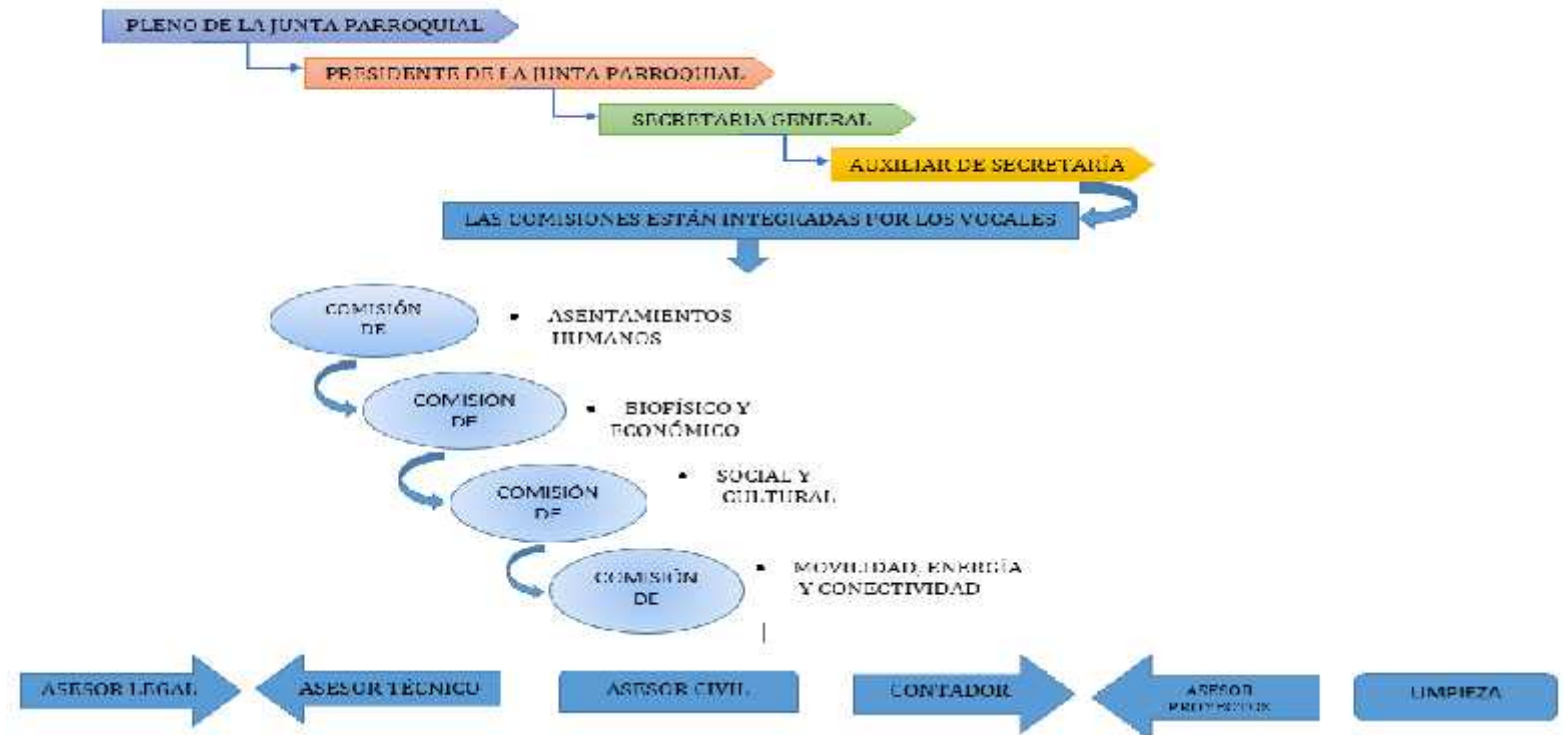 PLENO DE LA JUNTA PARROQUIAL
PRESIDENTE DE LA JUNTA PARROQUIAL
SECRETARIA GENERAL
AUXILIAR DE SECRETARÍA
LAS COMISIONES ESTÁN INTEGRADAS POR LOS VOCALES
COMISIÓN
DE
• ASENTAMIENTOS
HUMANOS
COMISIÓN
DE
• BIOFÍSICO Y
ECONÓMICO
COMISIÓN
DE
• SOCIAL Y
CULTURAL
COMISIÓN
DE
• MOVILIDAD, ENERGÍA
Y CONECTIVIDAD
ASESOR LEGAL
ASESOR TÉCNICO
ASESOR CIVIL
CONTADOR
ASESOR
PROYECTOS
LIMPIEZA